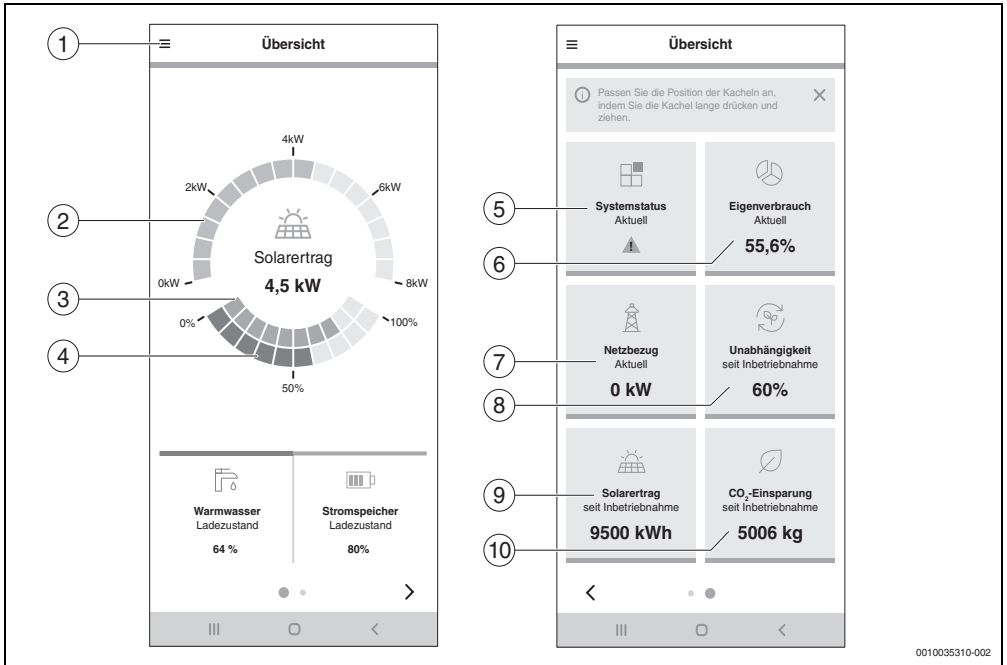 1
Übersicht
4kW
2kW
6kW
2
Solarertrag
4,5 kW
0kW
8kW
3
0%
100%
4
50%
Warmwasser
Ladezustand
64 %
Stromspeicher
Ladezustand
80%
Übersicht
Passen Sie die Position der Kacheln an,
indem Sie die Kachel lange drücken und
ziehen.
5
Systemstatus
Aktuell
Eigenverbrauch
Aktuell
55,6%
6
7
Netzbezug
Aktuell
0 kW
Unabhängigkeit
seit Inbetriebnahme
60%
8
9
Solarertrag
seit Inbetriebnahme
9500 kWh
CO₂-Einsparung
seit Inbetriebnahme
5006 kg
10
0010035310-002